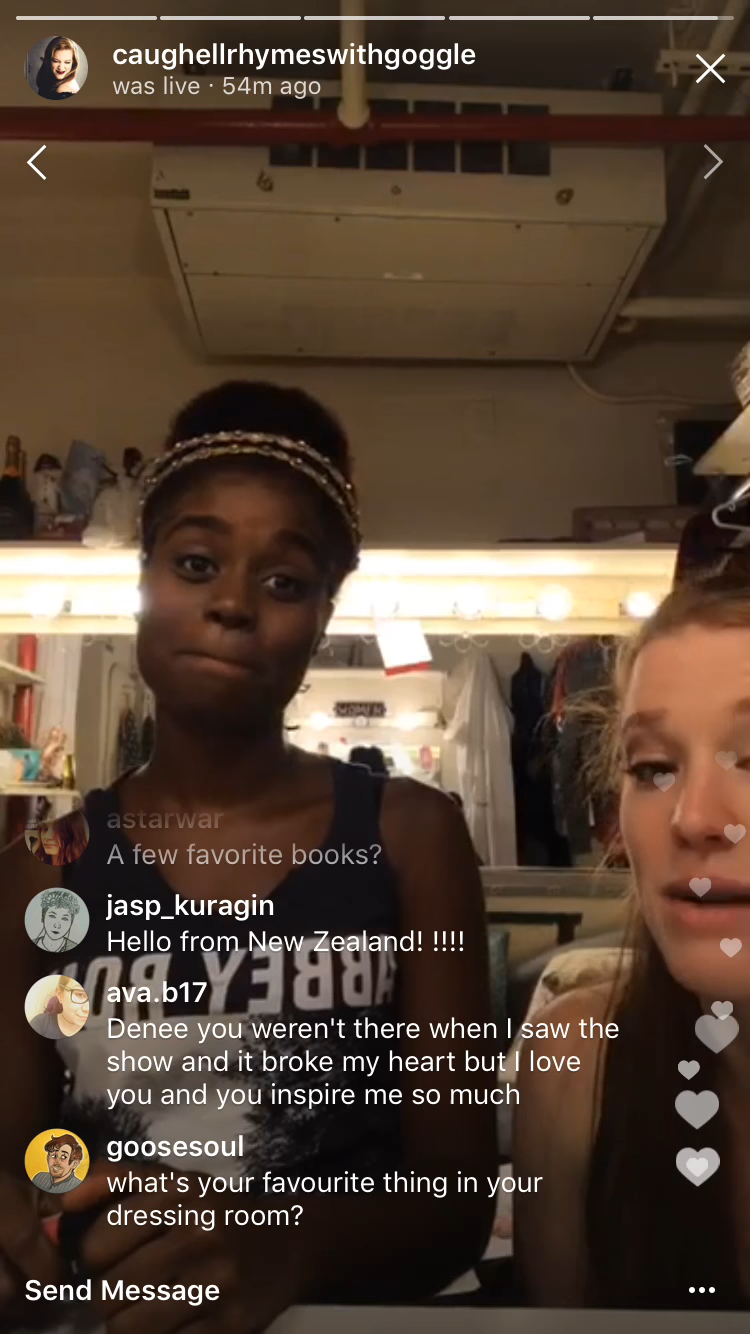 caughellrhymeswithgoggle
was live · 54m ago
WOMEN
astarwar
A few favorite books?
jasp_kuragin
Hello from New Zealand! !!!!
ABBEY
ava.b17
Denee you weren't there when I saw the
show and it broke my heart but I love
you and you inspire me so much
goosesoul
what's your favourite thing in your
dressing room?
Send Message